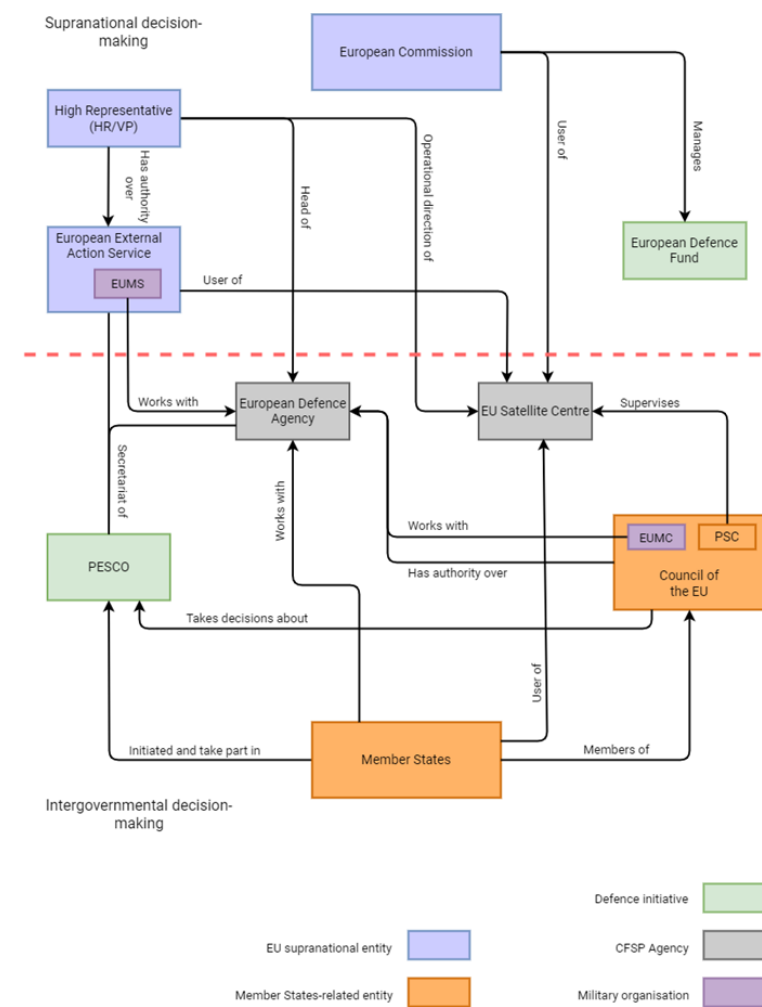 Supranational decision-
making
European Commission
High Representative
(HR/VP)
Has authority
over
Head of
Operational direction of
User of
Manages
European External
Action Service
EUMS
European Defence
Fund
User of
Works with
European Defence
Agency
EU Satellite Centre
Supervises
Secretariat of
Works with
Works with
EUMC
PSC
PESCO
Has authority over
Council of
the EU
Takes decisions about
User of
Initiated and take part in
Member States
Members of
Intergovernmental decision-
making
Defence initiative
EU supranational entity
CFSP Agency
Member States-related entity
Military organisation